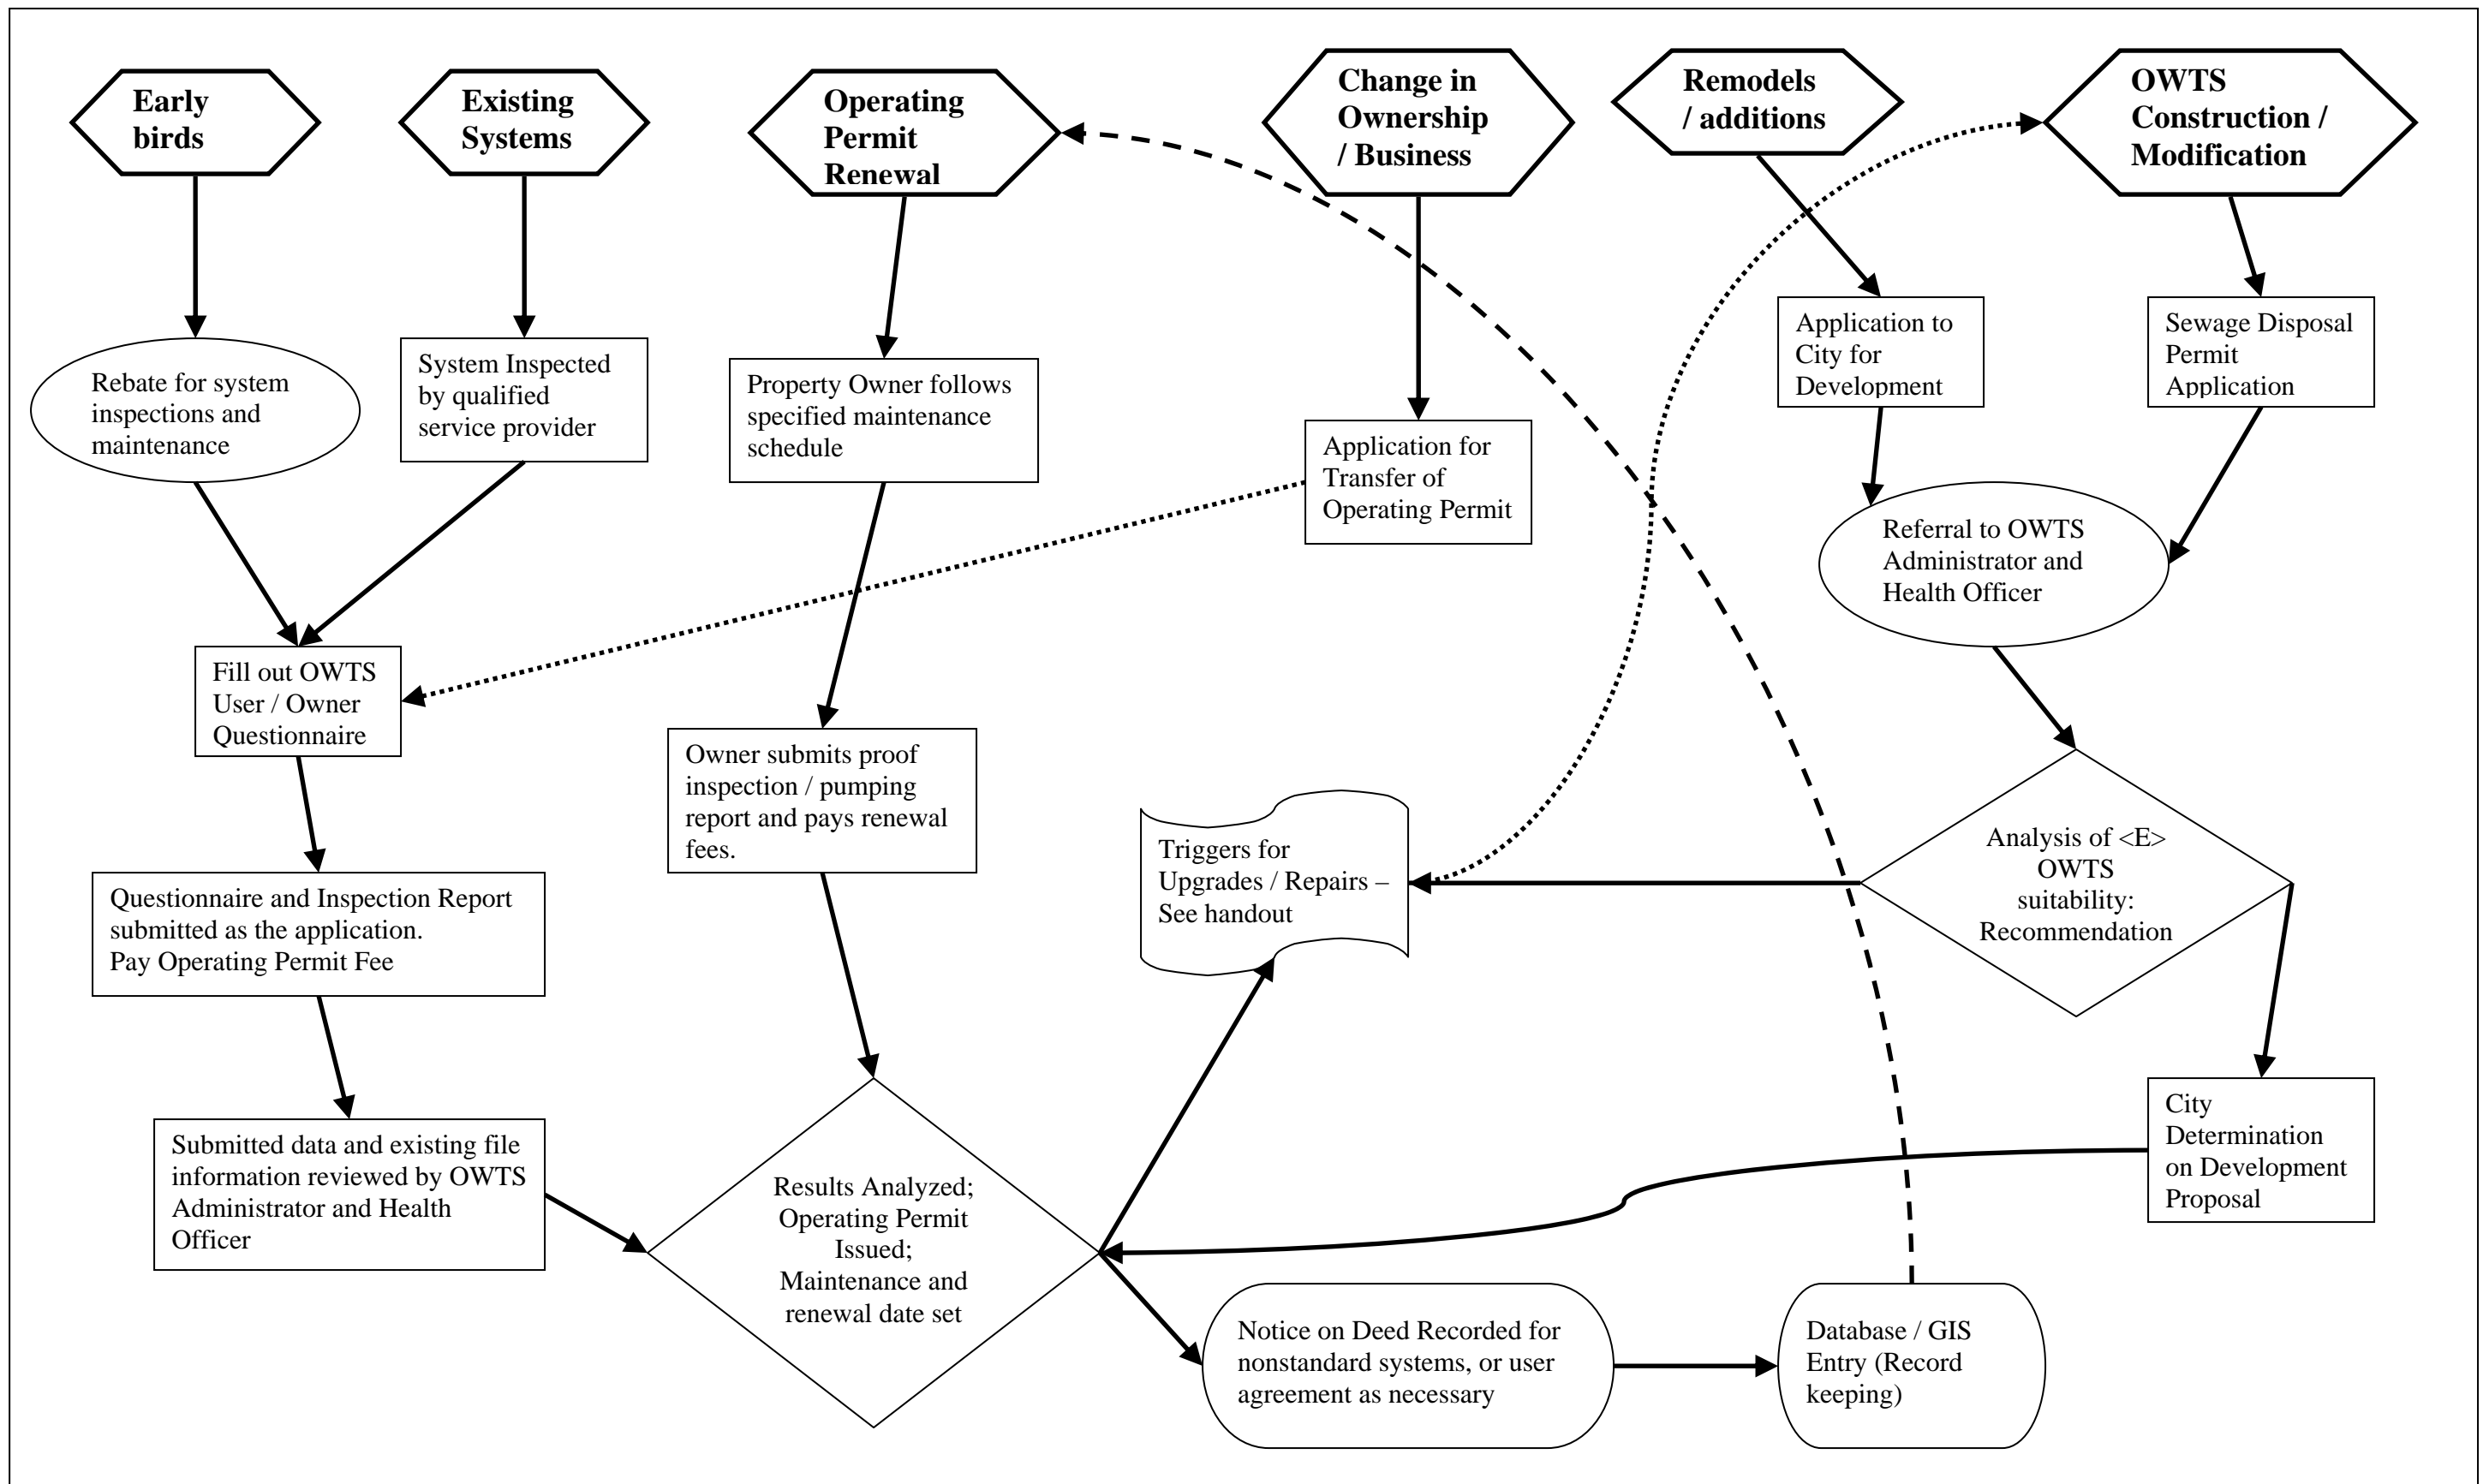 Early
birds
Existing
Systems
Operating
Permit
Renewal
Change in
Ownership
/ Business
Remodels
/ additions
OWTS
Construction /
Modification
Rebate for system
inspections and
maintenance
System Inspected
by qualified
service provider
Property Owner follows
specified maintenance
schedule
Application for
Transfer of
Operating Permit
Application to
City for
Development
Sewage Disposal
Permit
Application
Referral to OWTS
Administrator and
Health Officer
Fill out OWTS
User / Owner
Questionnaire
Owner submits proof
inspection / pumping
report and pays renewal
fees.
Triggers for
Upgrades / Repairs –
See handout
Analysis of <E>
OWTS
suitability:
Recommendation
Questionnaire and Inspection Report
submitted as the application.
Pay Operating Permit Fee
Submitted data and existing file
information reviewed by OWTS
Administrator and Health
Officer
Results Analyzed;
Operating Permit
Issued;
Maintenance and
renewal date set
City
Determination
on Development
Proposal
Notice on Deed Recorded for
nonstandard systems, or user
agreement as necessary
Database / GIS
Entry (Record
keeping)